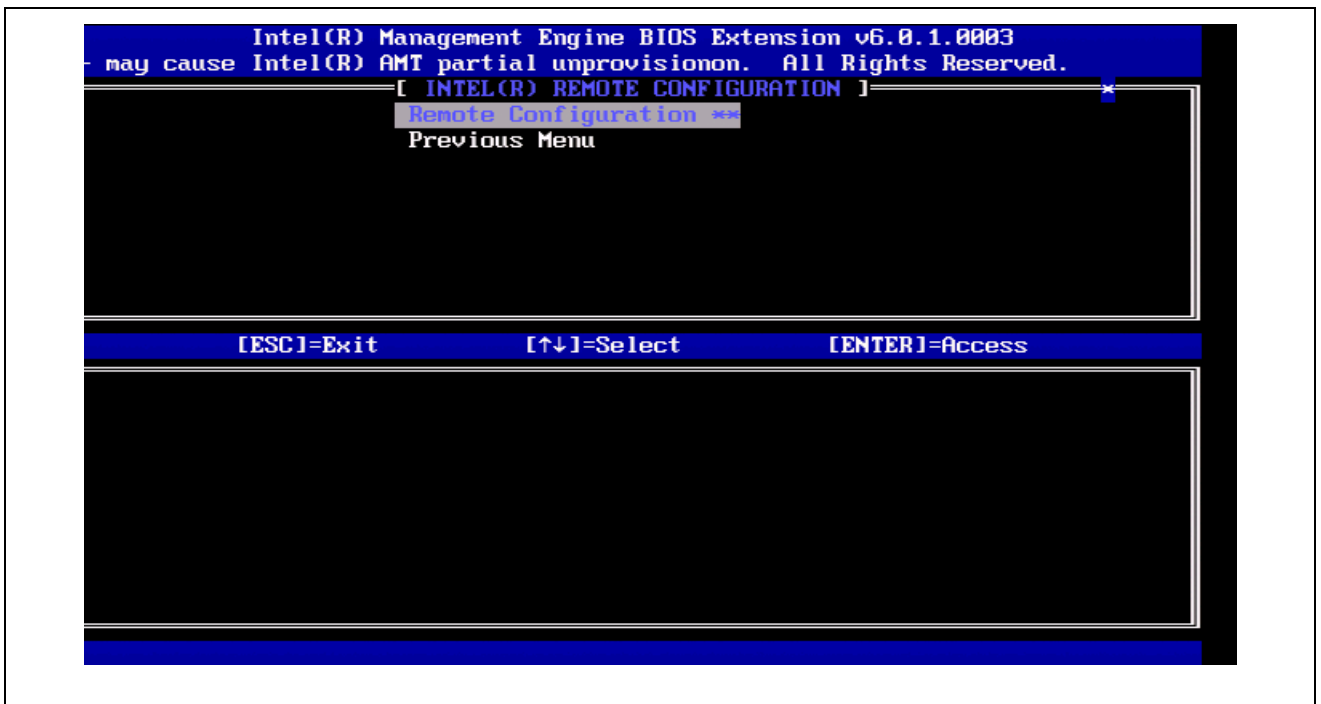 Intel(R) Management Engine BIOS Extension v6.0.1.0003
- may cause Intel(R) AMT partial unprovisionon. All Rights Reserved.
[ INTEL(R) REMOTE CONFIGURATION ] *
Remote Configuration **
Previous Menu
[ESC]=Exit [↑↓]=Select [ENTER]=Access